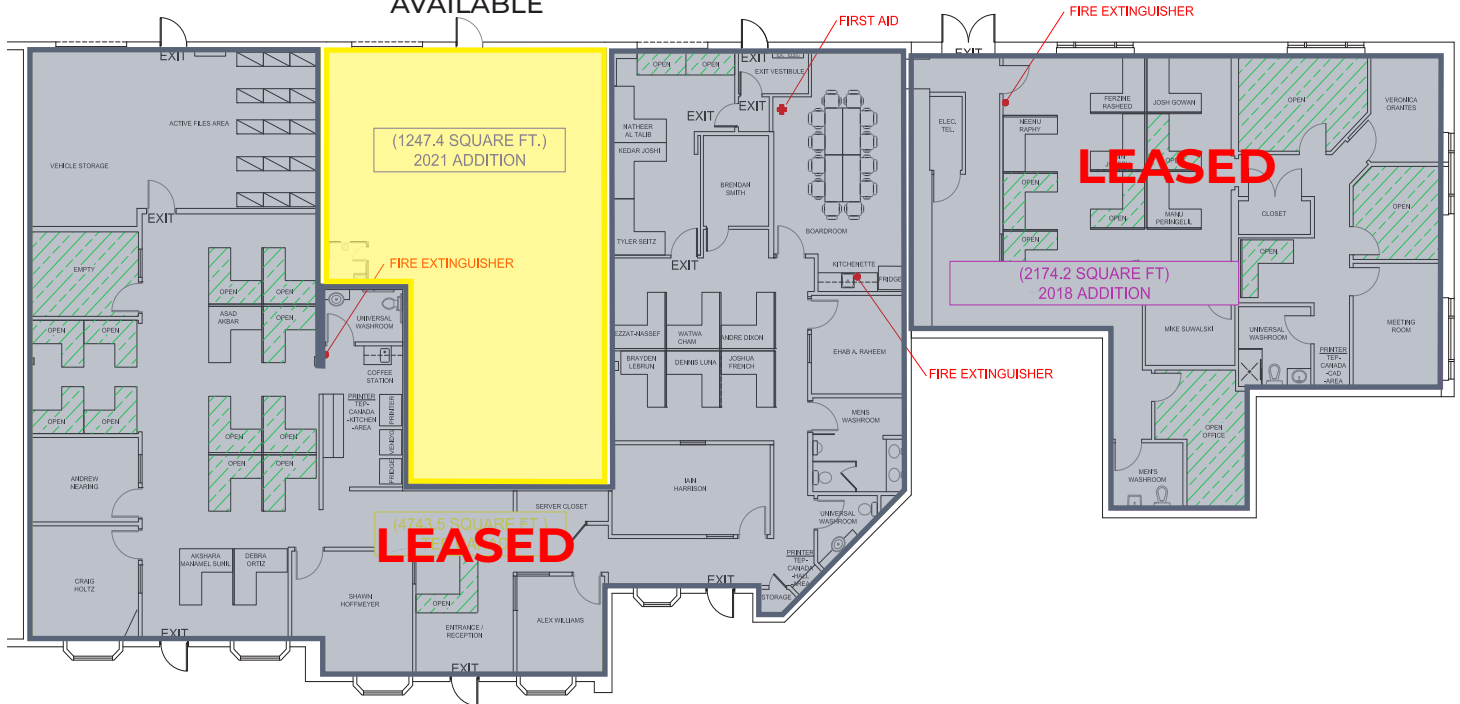 AVAILABLE
FIRST AID
FIRE EXTINGUISHER
EXIT
EXIT
EXIT
EXIT VESTIBULE
OPEN
OPEN
EXIT
EXIT
ACTIVE FILES AREA
VEHICLE STORAGE
EXIT
(1247.4 SQUARE FT.)
2021 ADDITION
NATHEER
AL TALIB
KEDAR JOSHI
BRENDAN
SMITH
TYLER SEITZ
EXIT
BOARDROOM
KITCHENETTE
FRIDGE
ELEC.
TEL.
FERZINE
RASHEED
JOSH GOWAN
NEENU
RAPHY
OPEN
VERONICA
ORANTES
LEASED
OPEN
OPEN
OPEN
OPEN
MANU
PERINGELIL
CLOSET
OPEN
OPEN
(2174.2 SQUARE FT)
2018 ADDITION
MIKE SUWALSKI
UNIVERSAL
WASHROOM
PRINTER
TEP-
CANADA
-CAD
-AREA
MEETING
ROOM
OPEN
OFFICE
MEN'S
WASHROOM
EMPTY
OPEN
OPEN
FIRE EXTINGUISHER
ASAD
AKBAR
OPEN
UNIVERSAL
WASHROOM
COFFEE
STATION
OPEN
OPEN
OPEN
OPEN
PRINTER
TEP-
CANADA
-KITCHEN
-AREA
PRINTER
VENDING
FRIDGE
OPEN
OPEN
OPEN
OPEN
EZZAT-NASSEF
WATWA
CHAM
ANDRE DIXON
BRAYDEN
LEBRUN
DENNIS LUNA
JOSHUA
FRENCH
EHAB A. RAHEEM
FIRE EXTINGUISHER
MENS
WASHROOM
IAIN
HARRISON
UNIVERSAL
WASHROOM
PRINTER
TEP-
CANADA
-HALL
-AREA
STORAGE
ANDREW
NEARING
CRAIG
HOLTZ
AKSHARA
MANAMEL SUNIL
DEBRA
ORTIZ
SERVER CLOSET
(4743.5 SQUARE FT.)
LEASED
SHAWN
HOFFMEYER
OPEN
ENTRANCE /
RECEPTION
ALEX WILLIAMS
EXIT
EXIT
EXIT